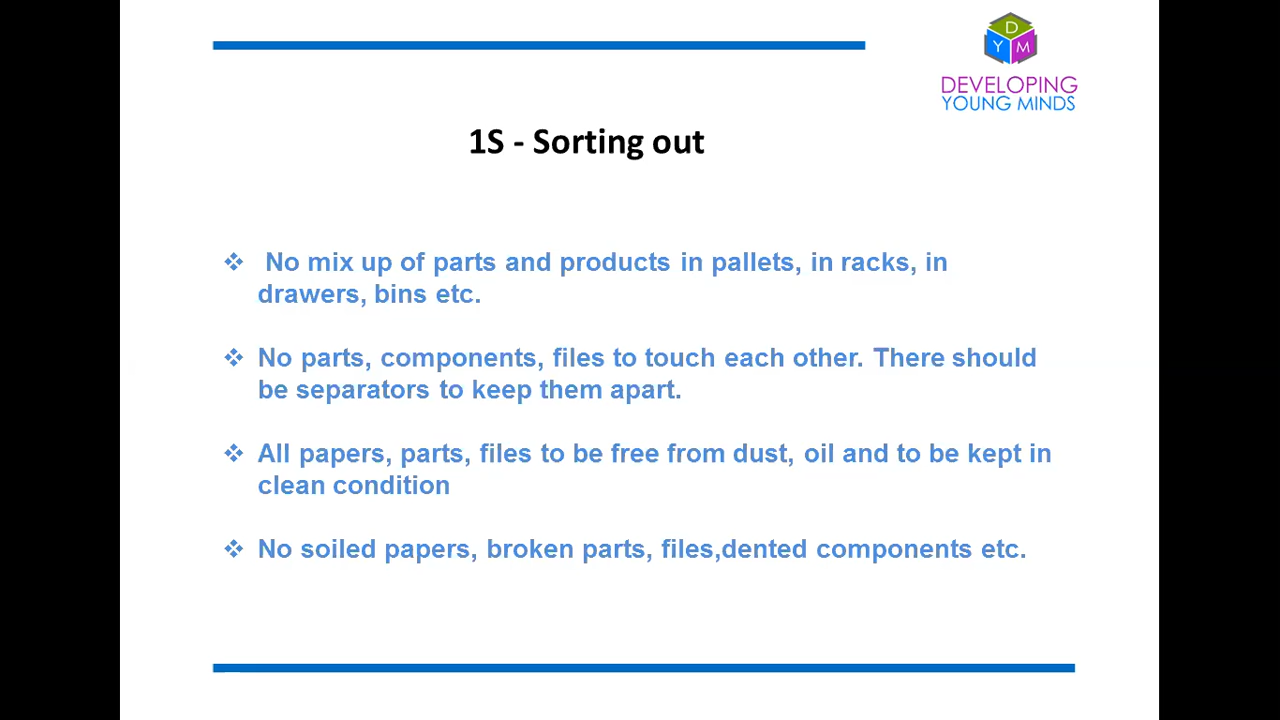 D
Y M
DEVELOPING
YOUNG MINDS
1S - Sorting out
❖ No mix up of parts and products in pallets, in racks, in
drawers, bins etc.
❖ No parts, components, files to touch each other. There should
be separators to keep them apart.
❖ All papers, parts, files to be free from dust, oil and to be kept in
clean condition
❖ No soiled papers, broken parts, files,dented components etc.